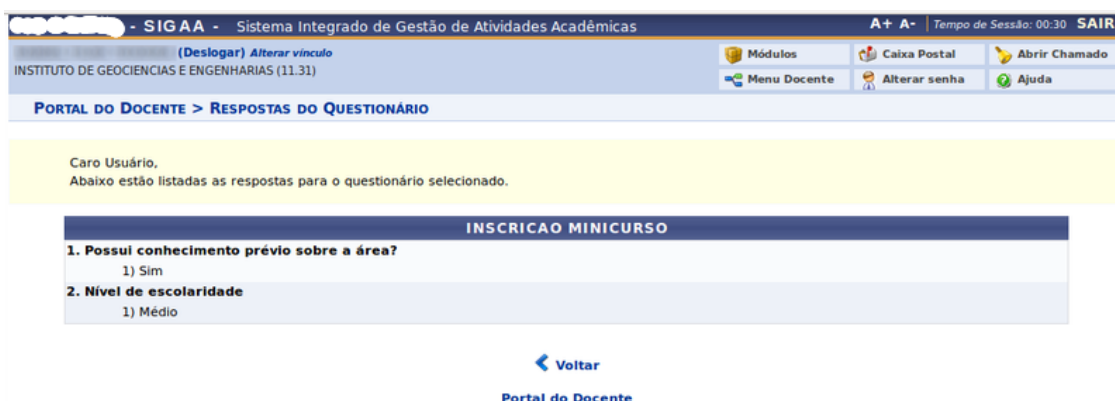 - SIGAA - Sistema Integrado de Gestão de Atividades Acadêmicas
A+ A- | Tempo de Sessão: 00:30 SAIR
(Deslogar) Alterar vínculo
INSTITUTO DE GEOCIENCIAS E ENGENHARIAS (11.31)
Módulos
Caixa Postal
Abrir Chamado
Menu Docente
Alterar senha
Ajuda
PORTAL DO DOCENTE > RESPOSTAS DO QUESTIONÁRIO
Caro Usuário,
Abaixo estão listadas as respostas para o questionário selecionado.
INSCRICAO MINICURSO
1. Possui conhecimento prévio sobre a área?
1) Sim
2. Nível de escolaridade
1) Médio
Voltar
Portal do Docente